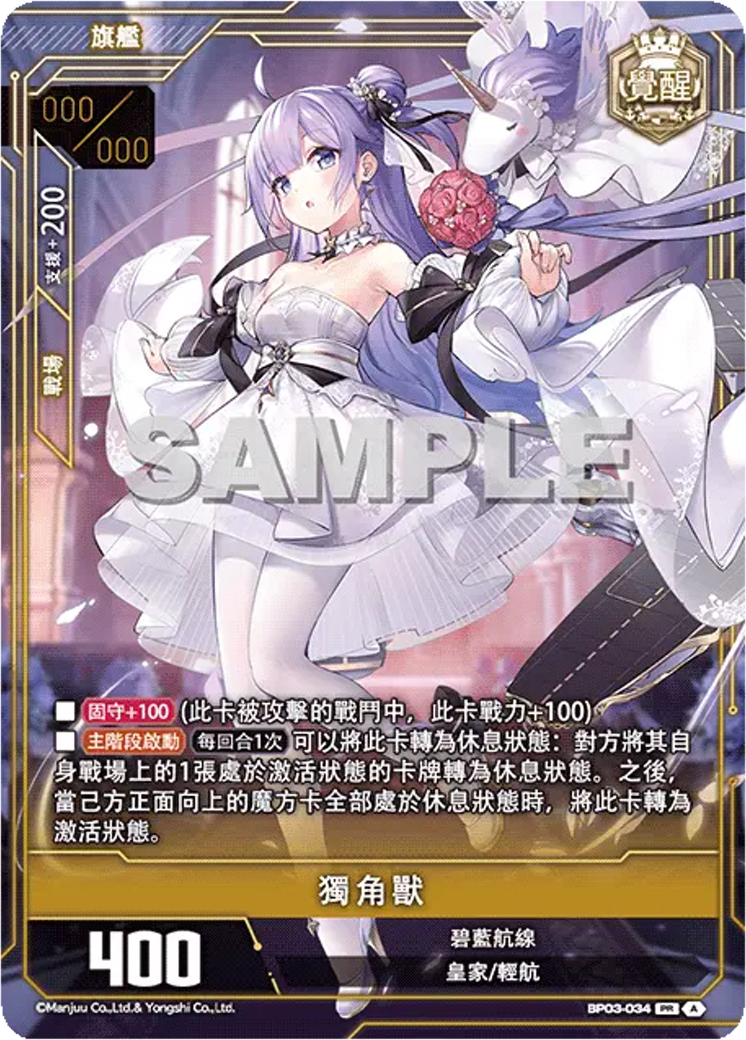 旗艦
覺醒
000/000
支援+200
戰場
SAMPLE
■ 固守+100 (此卡被攻擊的戰鬥中，此卡戰力+100)
■ 主階段啟動 每回合1次 可以將此卡轉為休息狀態：對方將其自
身戰場上的1張處於激活狀態的卡牌轉為休息狀態。之後，
當己方正面向上的魔方卡全部處於休息狀態時，將此卡轉為
激活狀態。
獨角獸
400
碧藍航線
皇家/輕航
©Manjuu Co.,Ltd.& Yongshi Co.,Ltd.
BP03-034 PR A